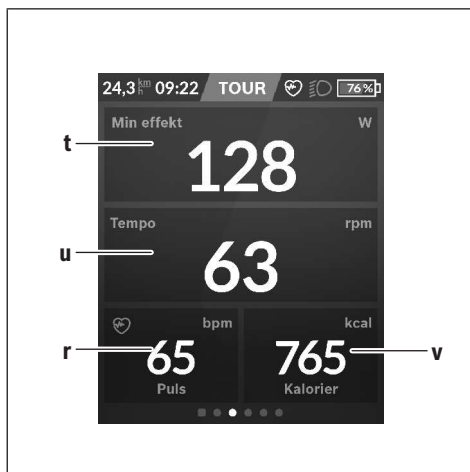 24,3 km/h 09:22 TOUR 76 %
Min effekt W
t
128
Tempo rpm
u
63
bpm kcal
r 65 765 v
Puls Kalorier